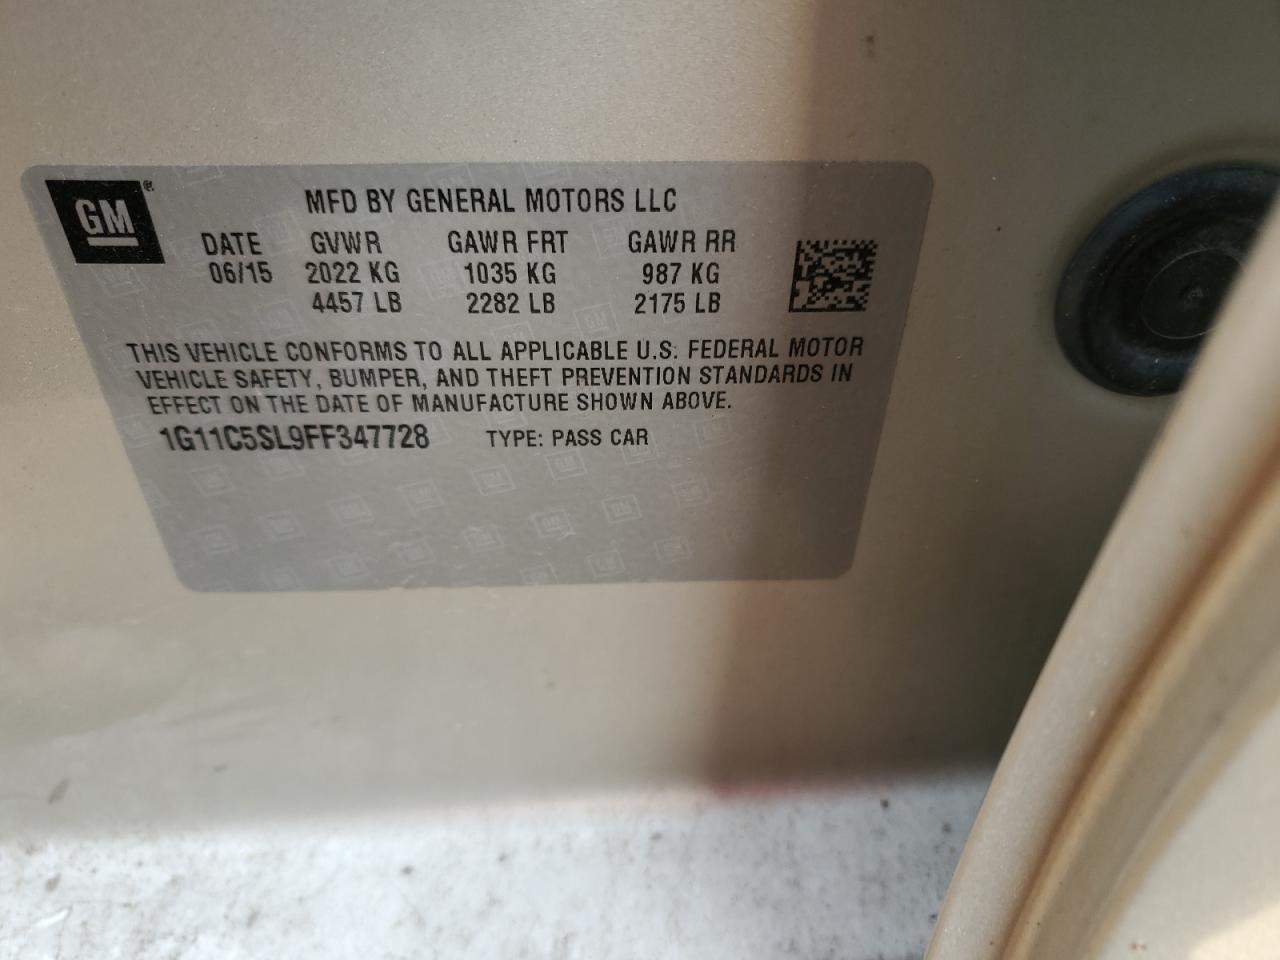 GM®
MFD BY GENERAL MOTORS LLC
DATE GVWR GAWR FRT GAWR RR
06/15 2022 KG 1035 KG 987 KG
4457 LB 2282 LB 2175 LB
THIS VEHICLE CONFORMS TO ALL APPLICABLE U.S. FEDERAL MOTOR
VEHICLE SAFETY, BUMPER, AND THEFT PREVENTION STANDARDS IN
EFFECT ON THE DATE OF MANUFACTURE SHOWN ABOVE.
1G11C5SL9FF347728 TYPE: PASS CAR